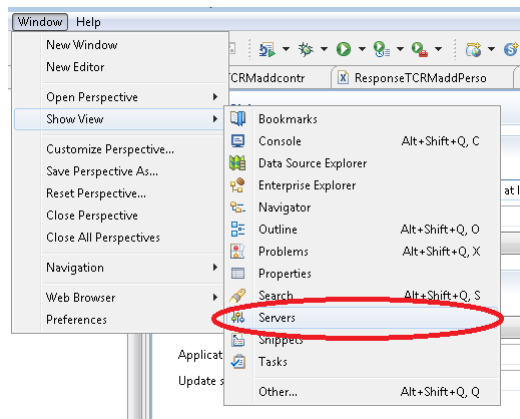 Window Help
New Window
New Editor
TCRMaddcontr ResponseTCRMaddPerso
Open Perspective
Show View
Bookmarks
Console Alt+Shift+Q, C
Customize Perspective...
Data Source Explorer
Save Perspective As...
Enterprise Explorer
at l
Reset Perspective...
Navigator
Close Perspective
Outline Alt+Shift+Q, O
Close All Perspectives
Problems Alt+Shift+Q, X
Navigation
Properties
Web Browser
Search Alt+Shift+Q, S
Preferences
Servers
Snippets
Applicat
Tasks
Update s
Other... Alt+Shift+Q, Q